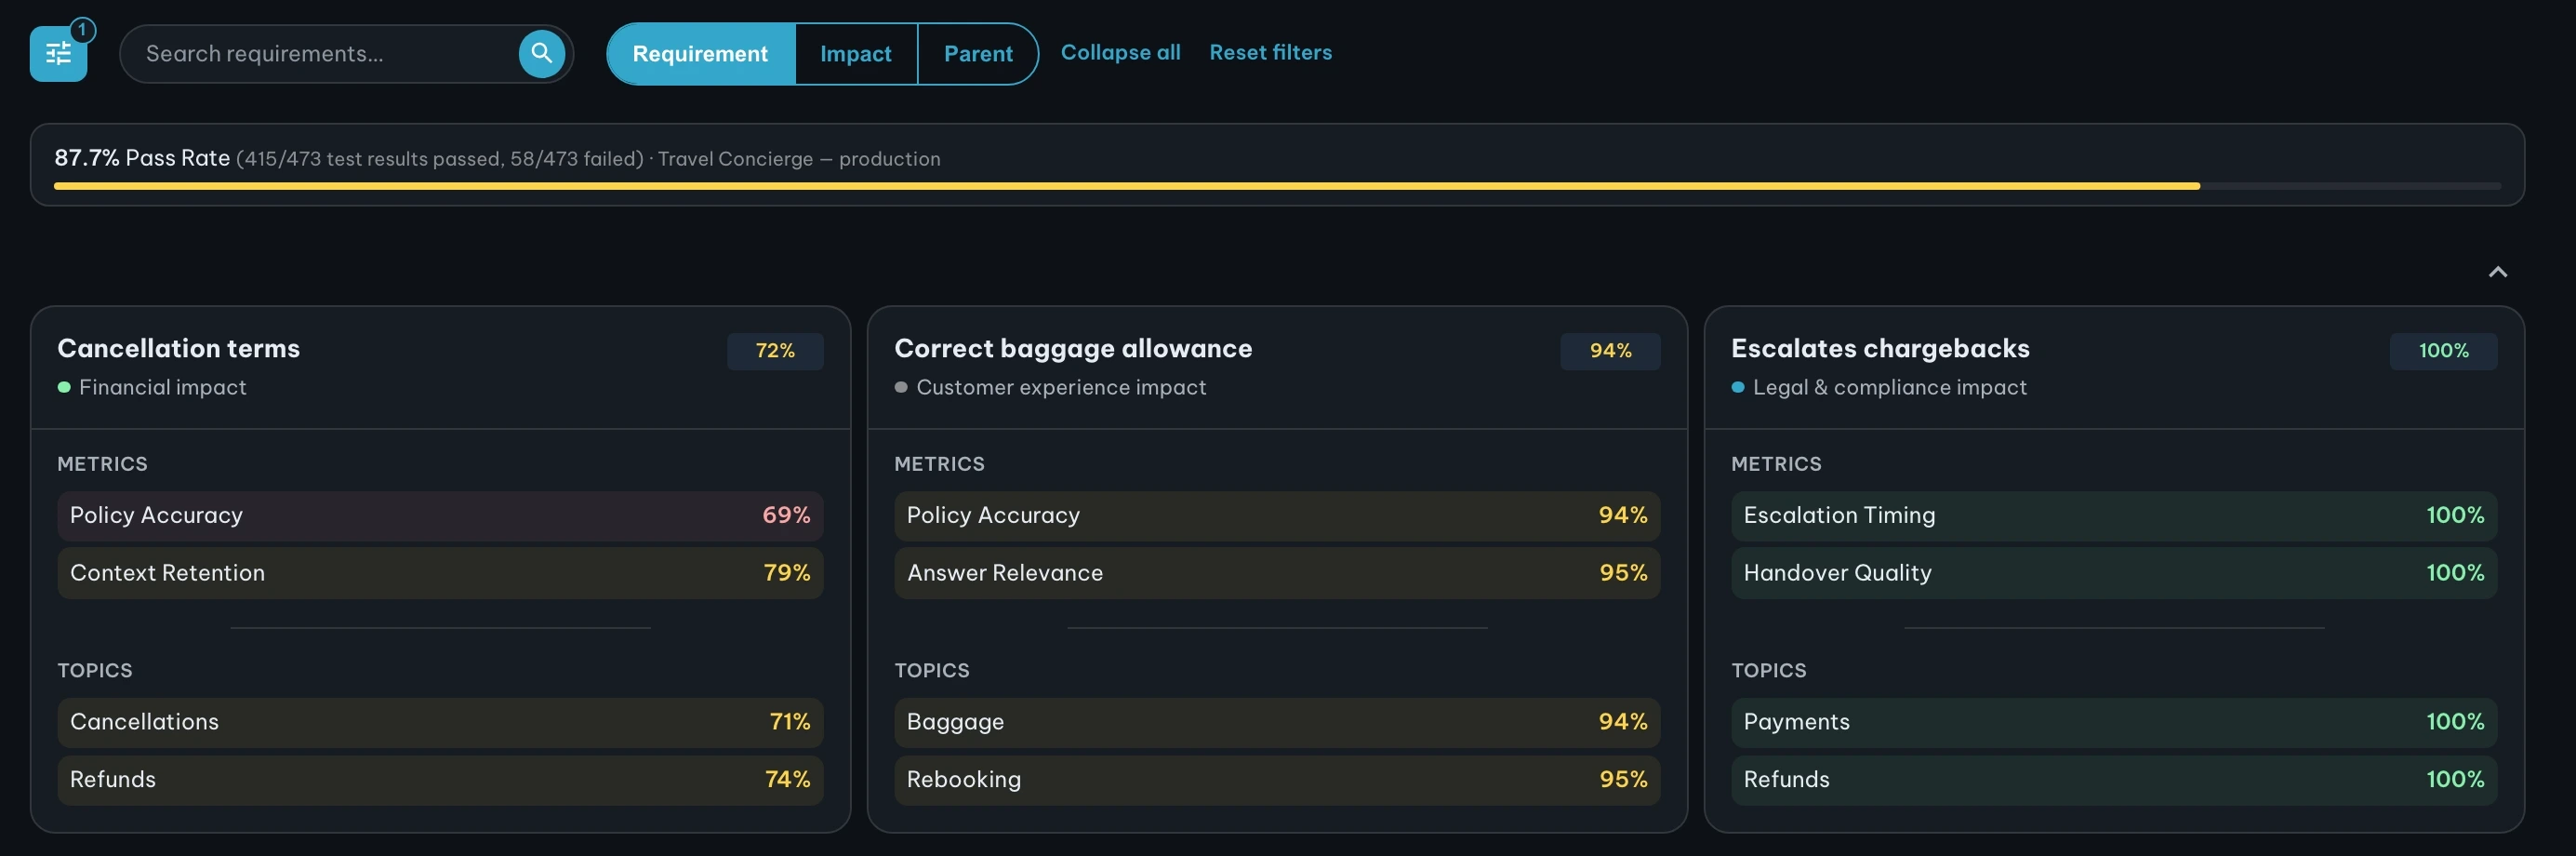 1
Search requirements...
Requirement Impact Parent Collapse all Reset filters
87.7% Pass Rate (415/473 test results passed, 58/473 failed) · Travel Concierge — production
Cancellation terms 72%
Financial impact
METRICS
Policy Accuracy 69%
Context Retention 79%
TOPICS
Cancellations 71%
Refunds 74%
Correct baggage allowance 94%
Customer experience impact
METRICS
Policy Accuracy 94%
Answer Relevance 95%
TOPICS
Baggage 94%
Rebooking 95%
Escalates chargebacks 100%
Legal & compliance impact
METRICS
Escalation Timing 100%
Handover Quality 100%
TOPICS
Payments 100%
Refunds 100%